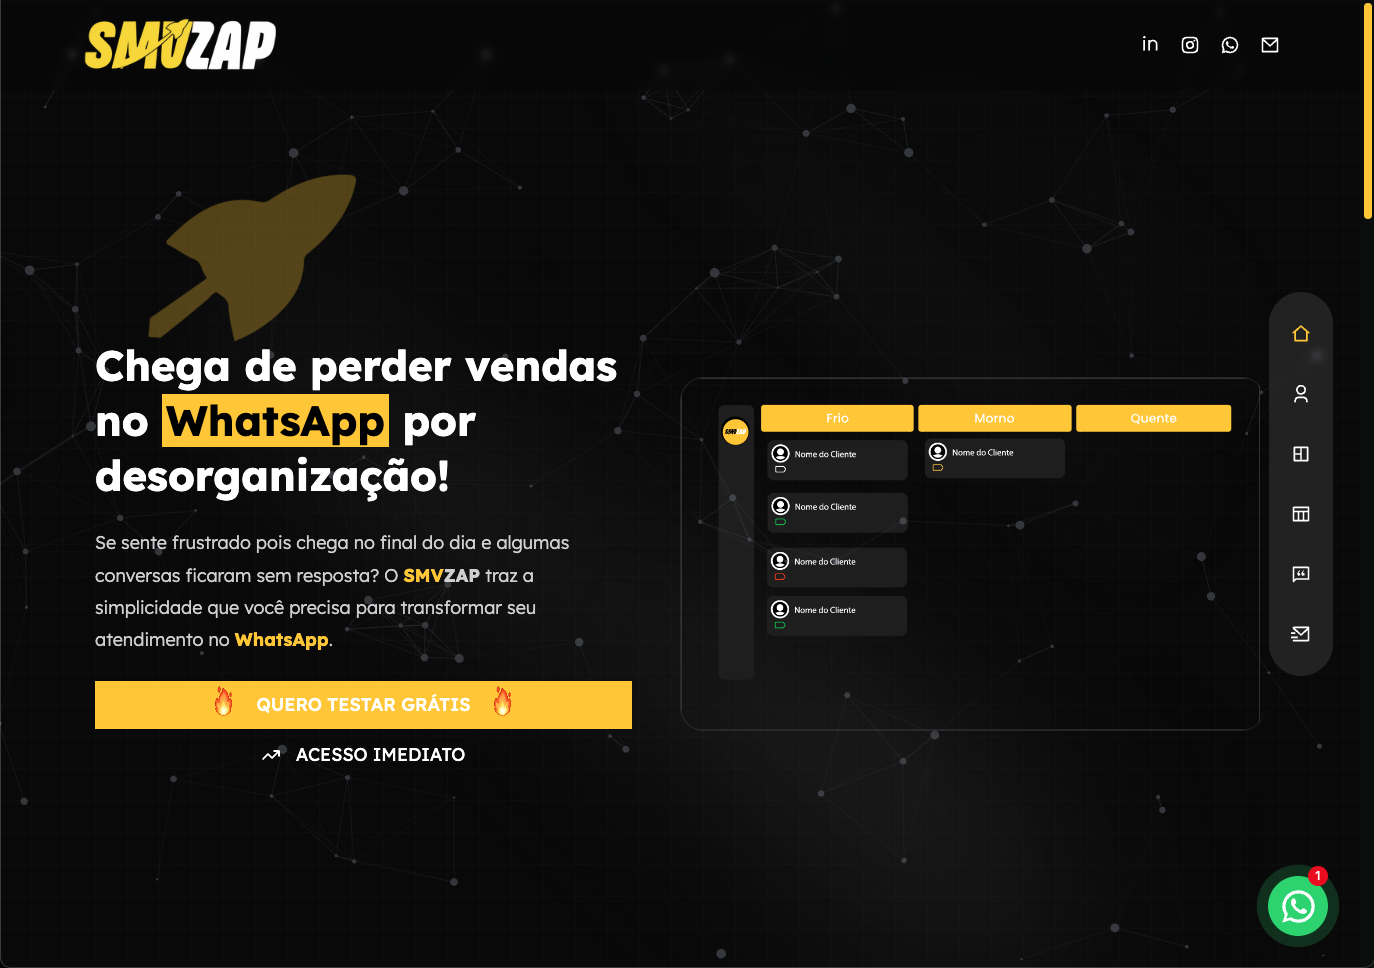 SMVZAP
in
Chega de perder vendas
no WhatsApp por
desorganização!
Se sente frustrado pois chega no final do dia e algumas
conversas ficaram sem resposta? O SMVZAP traz a
simplicidade que você precisa para transformar seu
atendimento no WhatsApp.
QUERO TESTAR GRÁTIS
ACESSO IMEDIATO
SMVZAP
Frio
Morno
Quente
Nome do Cliente
Nome do Cliente
Nome do Cliente
Nome do Cliente
Nome do Cliente
1